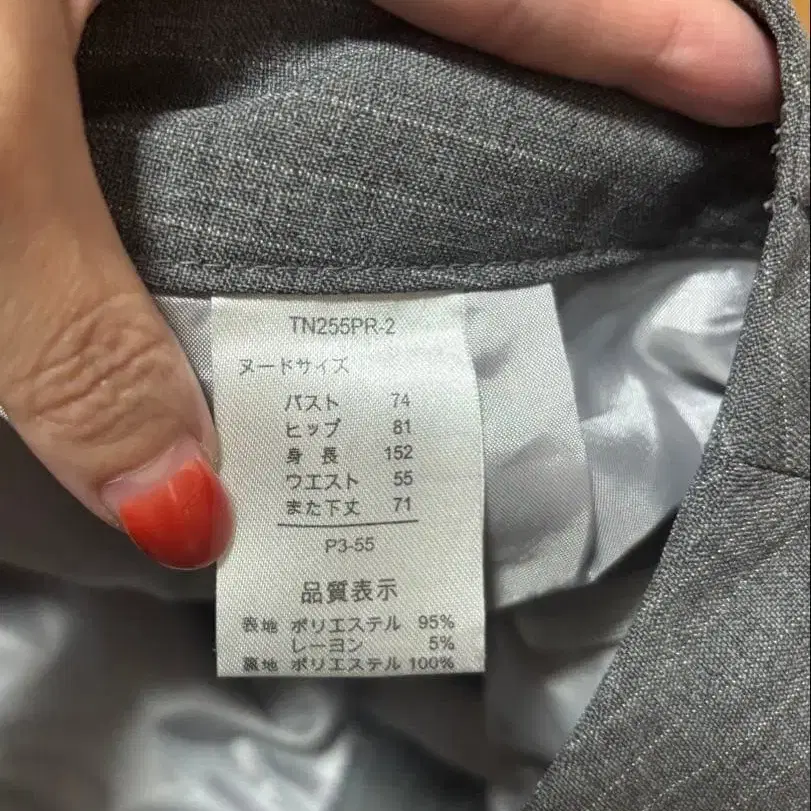 TN255PR-2
ヌードサイズ
バスト 74
ヒップ 81
身長 152
ウエスト 55
また下丈 71
P3-55
品質表示
表地 ポリエステル 95%
レーヨン 5%
裏地 ポリエステル 100%